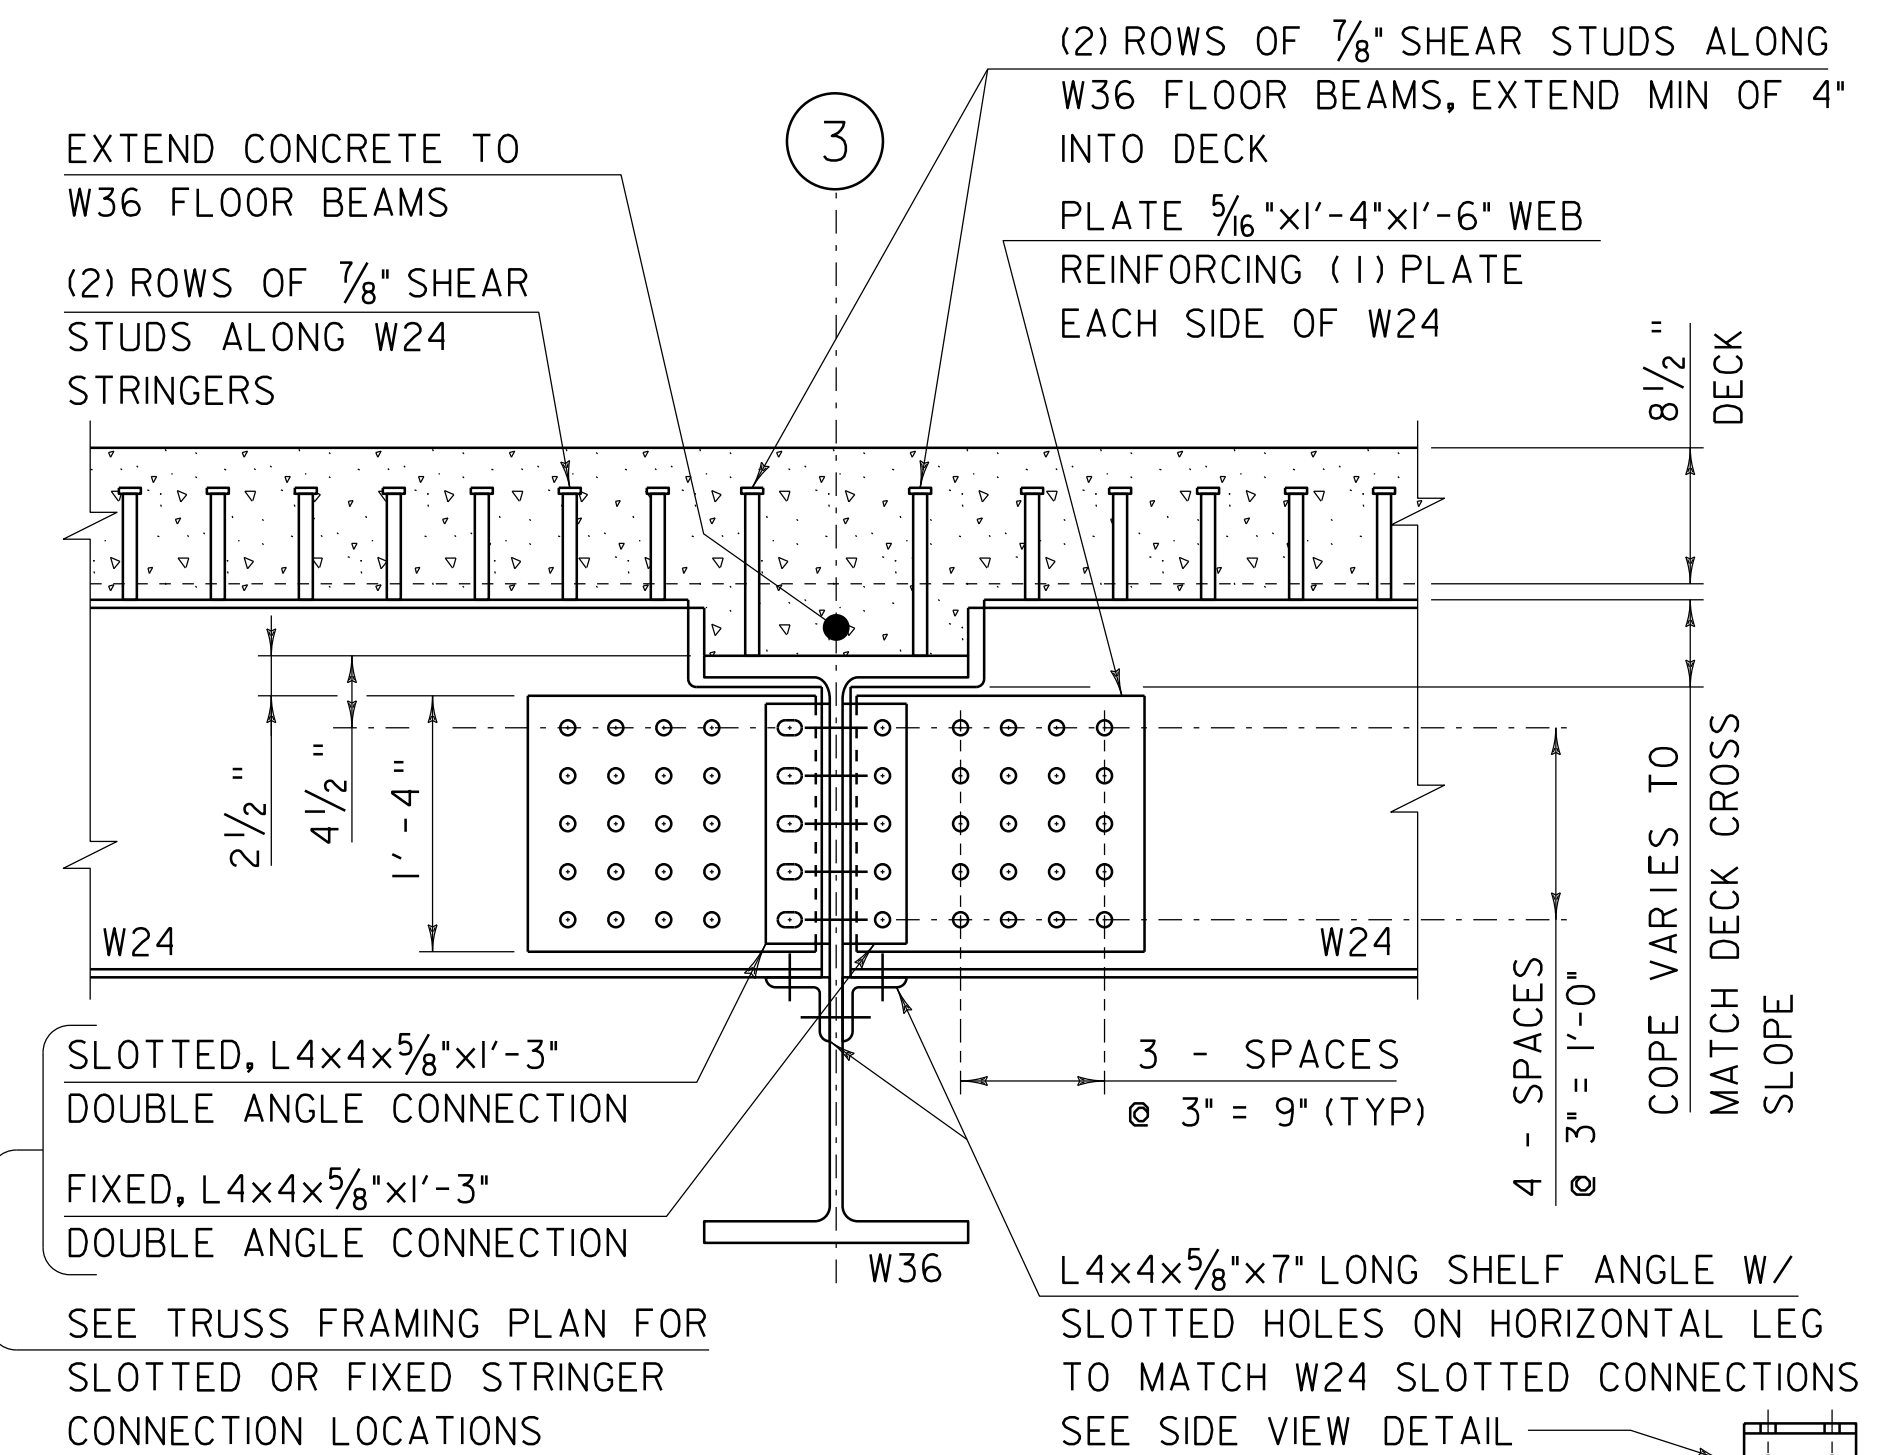 (2) ROWS OF 7/8" SHEAR STUDS ALONG
W36 FLOOR BEAMS, EXTEND MIN OF 4"
INTO DECK
3
EXTEND CONCRETE TO
W36 FLOOR BEAMS
PLATE 5/16"x1'-4"x1'-6" WEB
REINFORCING (1) PLATE
EACH SIDE OF W24
(2) ROWS OF 7/8" SHEAR
STUDS ALONG W24
STRINGERS
8 1/2"
DECK
2 1/2"
4 1/2"
1'-4"
W24
W24
COPE VARIES TO
MATCH DECK CROSS
SLOPE
4 - SPACES
@ 3" = 1'-0"
3 - SPACES
@ 3" = 9" (TYP)
SLOTTED, L4x4x5/8"x1'-3"
DOUBLE ANGLE CONNECTION
FIXED, L4x4x5/8"x1'-3"
DOUBLE ANGLE CONNECTION
W36
SEE TRUSS FRAMING PLAN FOR
SLOTTED OR FIXED STRINGER
CONNECTION LOCATIONS
L4x4x5/8"x7" LONG SHELF ANGLE W/
SLOTTED HOLES ON HORIZONTAL LEG
TO MATCH W24 SLOTTED CONNECTIONS
SEE SIDE VIEW DETAIL